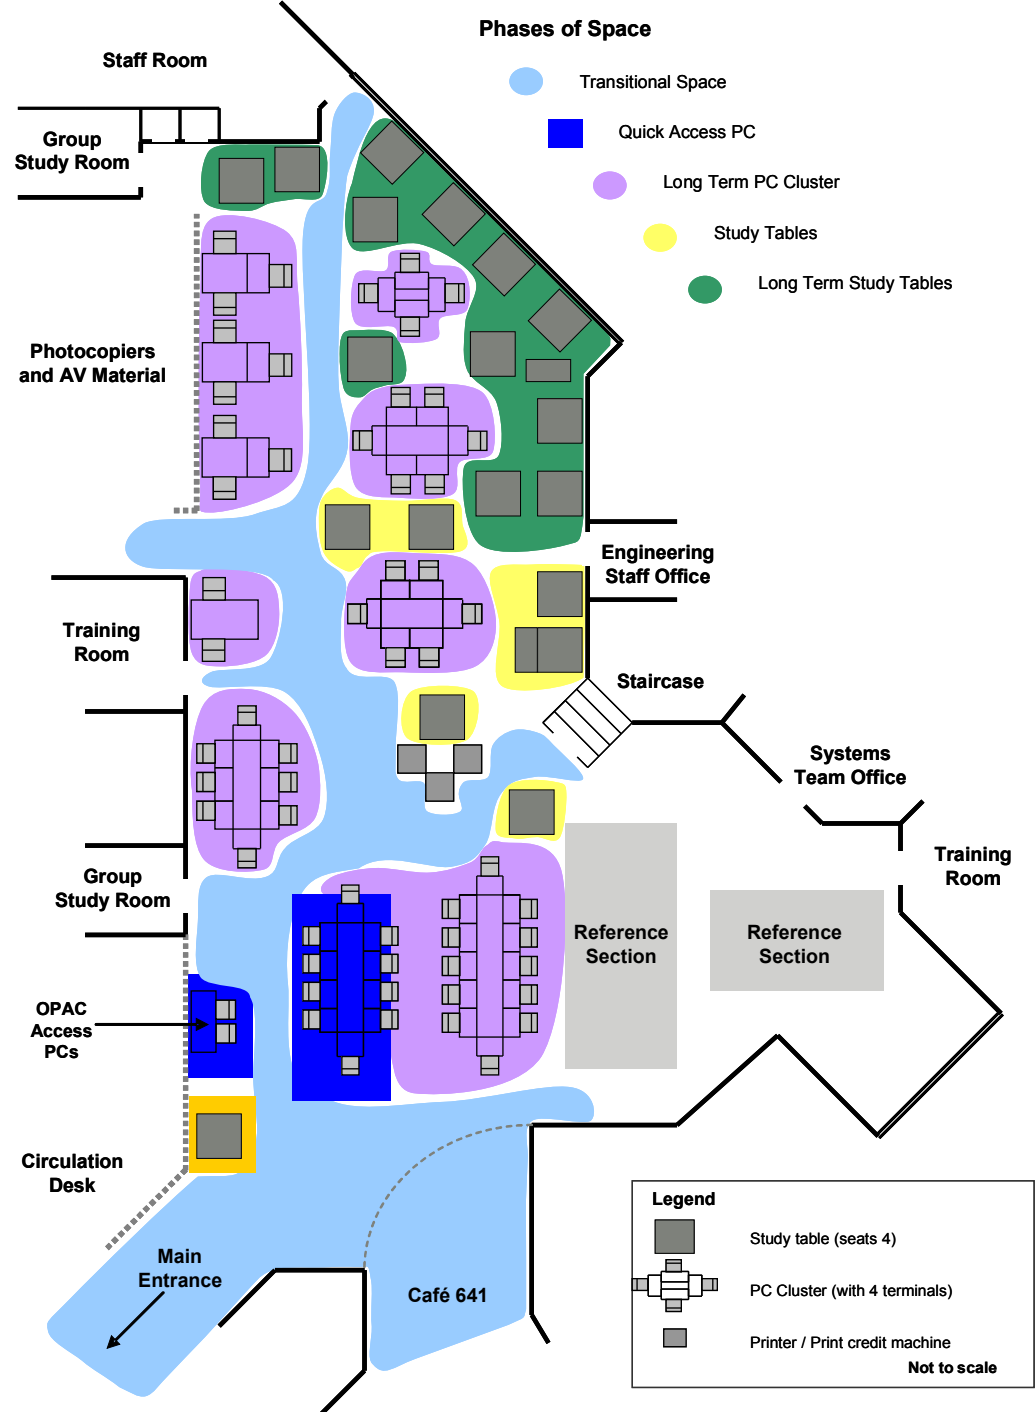 Phases of Space
Staff Room
Transitional Space
Quick Access PC
Group
Study Room
Long Term PC Cluster
Study Tables
Long Term Study Tables
Photocopiers
and AV Material
Engineering
Staff Office
Training
Room
Staircase
Systems
Team Office
Training
Room
Group
Study Room
Reference
Section
Reference
Section
OPAC
Access
PCs
Circulation
Desk
Main
Entrance
Café 641
Legend
Study table (seats 4)
PC Cluster (with 4 terminals)
Printer / Print credit machine
Not to scale